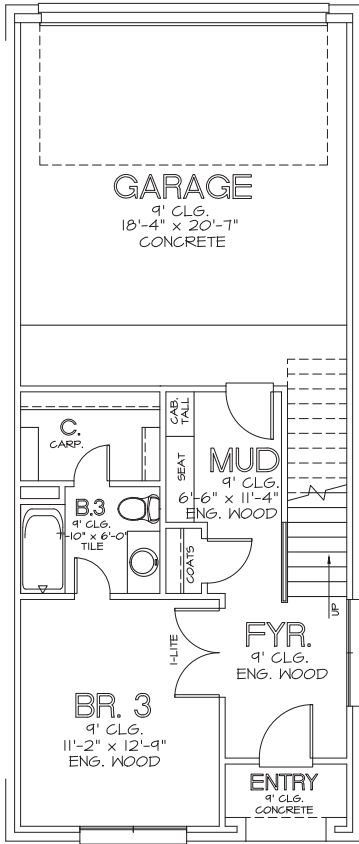 GARAGE
9' CLG.
18'-4" x 20'-7"
CONCRETE
C.
CARP.
CAB.
TALL
SEAT
MUD
9' CLG.
6'-6" x 11'-4"
ENG. WOOD
B.3
9' CLG.
7'-10" x 6'-0"
TILE
COATS
UP
1-LITE
FYR.
9' CLG.
ENG. WOOD
BR. 3
9' CLG.
11'-2" x 12'-9"
ENG. WOOD
ENTRY
9' CLG.
CONCRETE